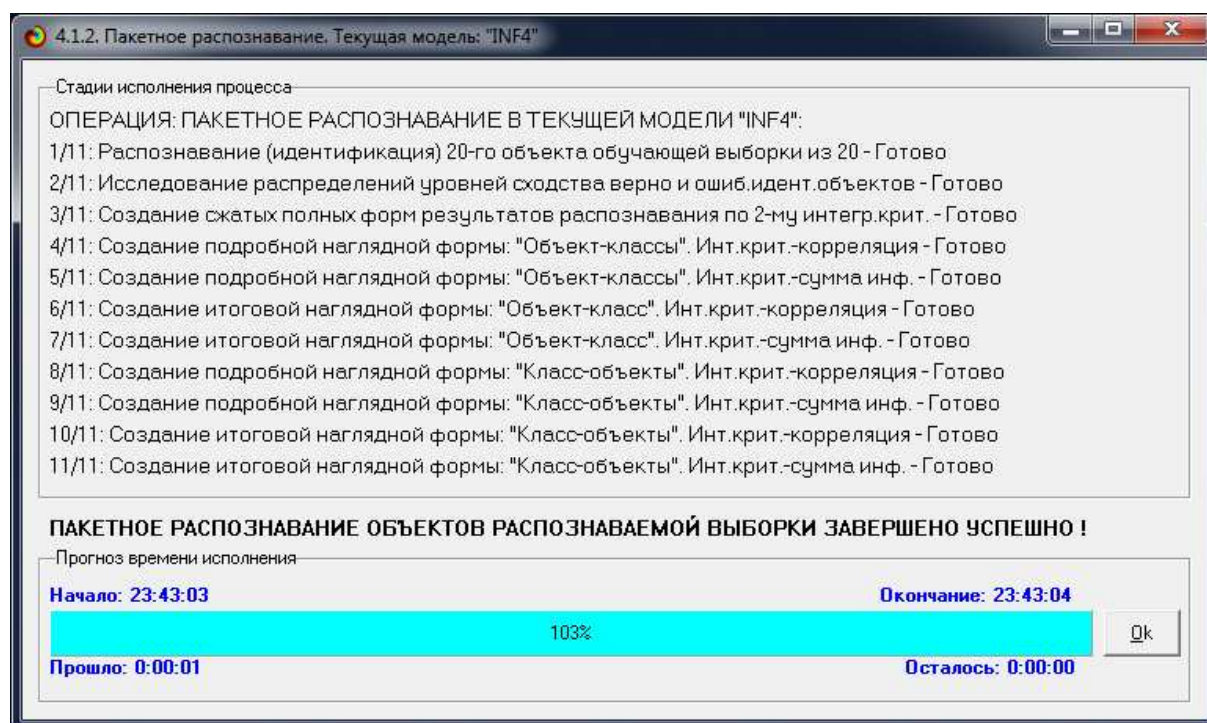 4.1.2. Пакетное распознавание. Текущая модель: "INF4"
Стадии исполнения процесса
ОПЕРАЦИЯ: ПАКЕТНОЕ РАСПОЗНАВАНИЕ В ТЕКУЩЕЙ МОДЕЛИ "INF4":
1/11: Распознавание (идентификация) 20-го объекта обучающей выборки из 20 - Готово
2/11: Исследование распределений уровней сходства верно и ошиб.идент.объектов - Готово
3/11: Создание сжатых полных форм результатов распознавания по 2-му интегр.крит. - Готово
4/11: Создание подробной наглядной формы: "Объект-классы". Инт.крит.-корреляция - Готово
5/11: Создание подробной наглядной формы: "Объект-классы". Инт.крит.-сумма инф. - Готово
6/11: Создание итоговой наглядной формы: "Объект-класс". Инт.крит.-корреляция - Готово
7/11: Создание итоговой наглядной формы: "Объект-класс". Инт.крит.-сумма инф. - Готово
8/11: Создание подробной наглядной формы: "Класс-объекты". Инт.крит.-корреляция - Готово
9/11: Создание подробной наглядной формы: "Класс-объекты". Инт.крит.-сумма инф. - Готово
10/11: Создание итоговой наглядной формы: "Класс-объекты". Инт.крит.-корреляция - Готово
11/11: Создание итоговой наглядной формы: "Класс-объекты". Инт.крит.-сумма инф. - Готово
ПАКЕТНОЕ РАСПОЗНАВАНИЕ ОБЪЕКТОВ РАСПОЗНАВАЕМОЙ ВЫБОРКИ ЗАВЕРШЕНО УСПЕШНО !
Прогноз времени исполнения
Начало: 23:43:03 Окончание: 23:43:04
103% Ok
Прошло: 0:00:01 Осталось: 0:00:00